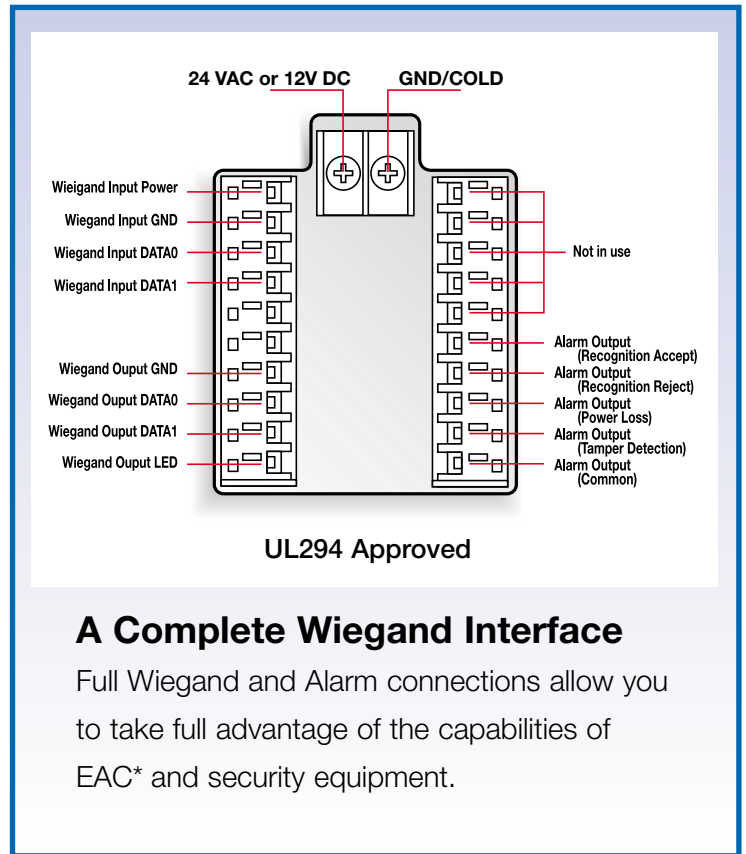 24 VAC or 12V DC
GND/COLD
Wieigand Input Power
Wiegand Input GND
Wiegand Input DATA0
Wiegand Input DATA1
Wiegand Ouput GND
Wiegand Ouput DATA0
Wiegand Ouput DATA1
Wiegand Ouput LED
Not in use
Alarm Output
(Recognition Accept)
Alarm Output
(Recognition Reject)
Alarm Output
(Power Loss)
Alarm Output
(Tamper Detection)
Alarm Output
(Common)
UL294 Approved
A Complete Wiegand Interface
Full Wiegand and Alarm connections allow you
to take full advantage of the capabilities of
EAC* and security equipment.